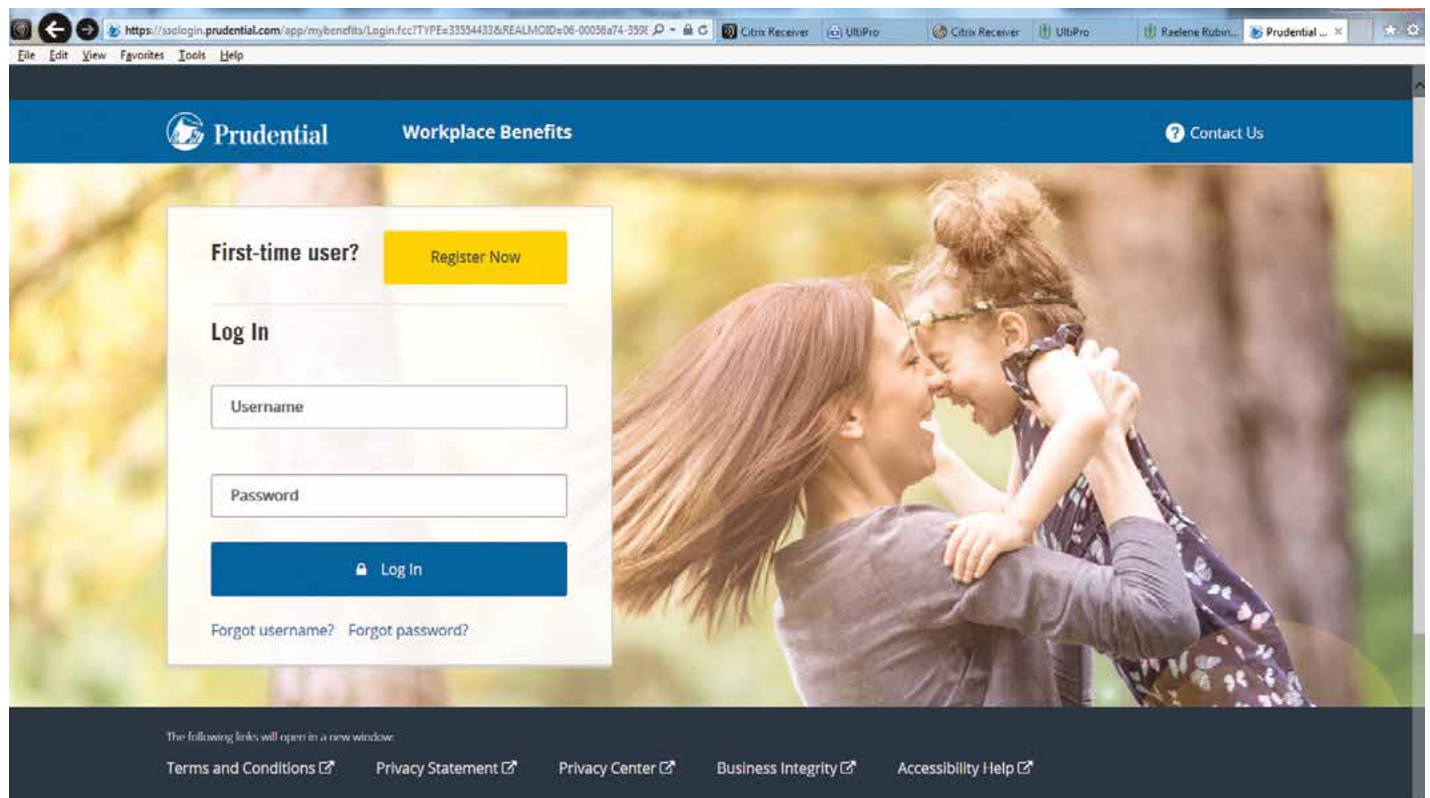 https://ssologin.prudential.com/app/mybenefits/Login.fcc?TYPE=33554433&REALMOID=06-00056a74-359
Citrix Receiver
UltiPro
Citrix Receiver
UltiPro
Raelene Rubin...
Prudential ...
File Edit View Favorites Tools Help
Prudential
Workplace Benefits
? Contact Us
First-time user?
Register Now
Log In
Username
Password
Log In
Forgot username? Forgot password?
The following links will open in a new window:
Terms and Conditions
Privacy Statement
Privacy Center
Business Integrity
Accessibility Help